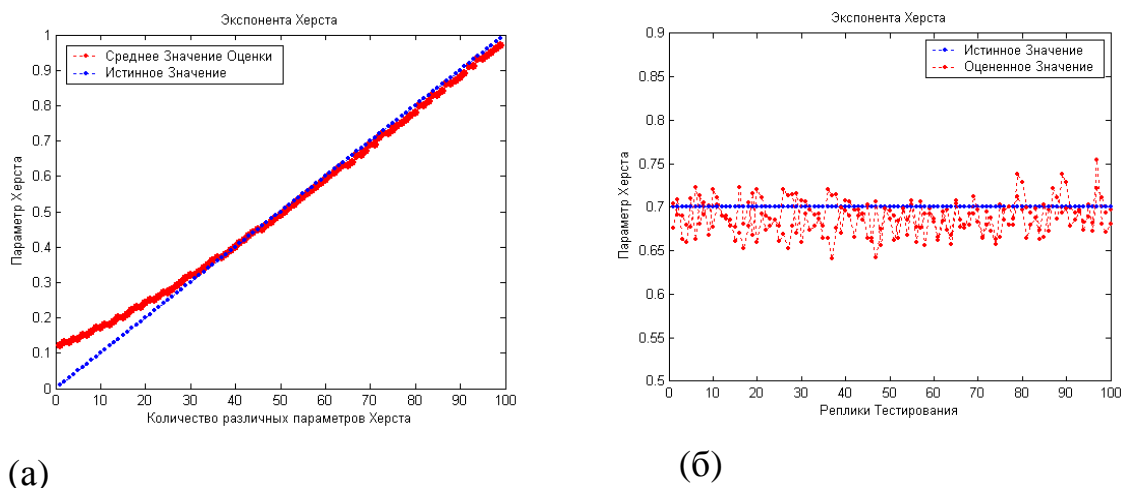 Экспонента Херста
1
0.9
0.8
0.7
0.6
0.5
0.4
0.3
0.2
0.1
0
Параметр Херста
Среднее Значение Оценки
Истинное Значение
0 10 20 30 40 50 60 70 80 90 100
Количество различных параметров Херста
(а)
Экспонента Херста
0.9
0.85
0.8
0.75
0.7
0.65
0.6
0.55
0.5
Параметр Херста
Истинное Значение
Оцененное Значение
0 10 20 30 40 50 60 70 80 90 100
Реплики Тестирования
(б)